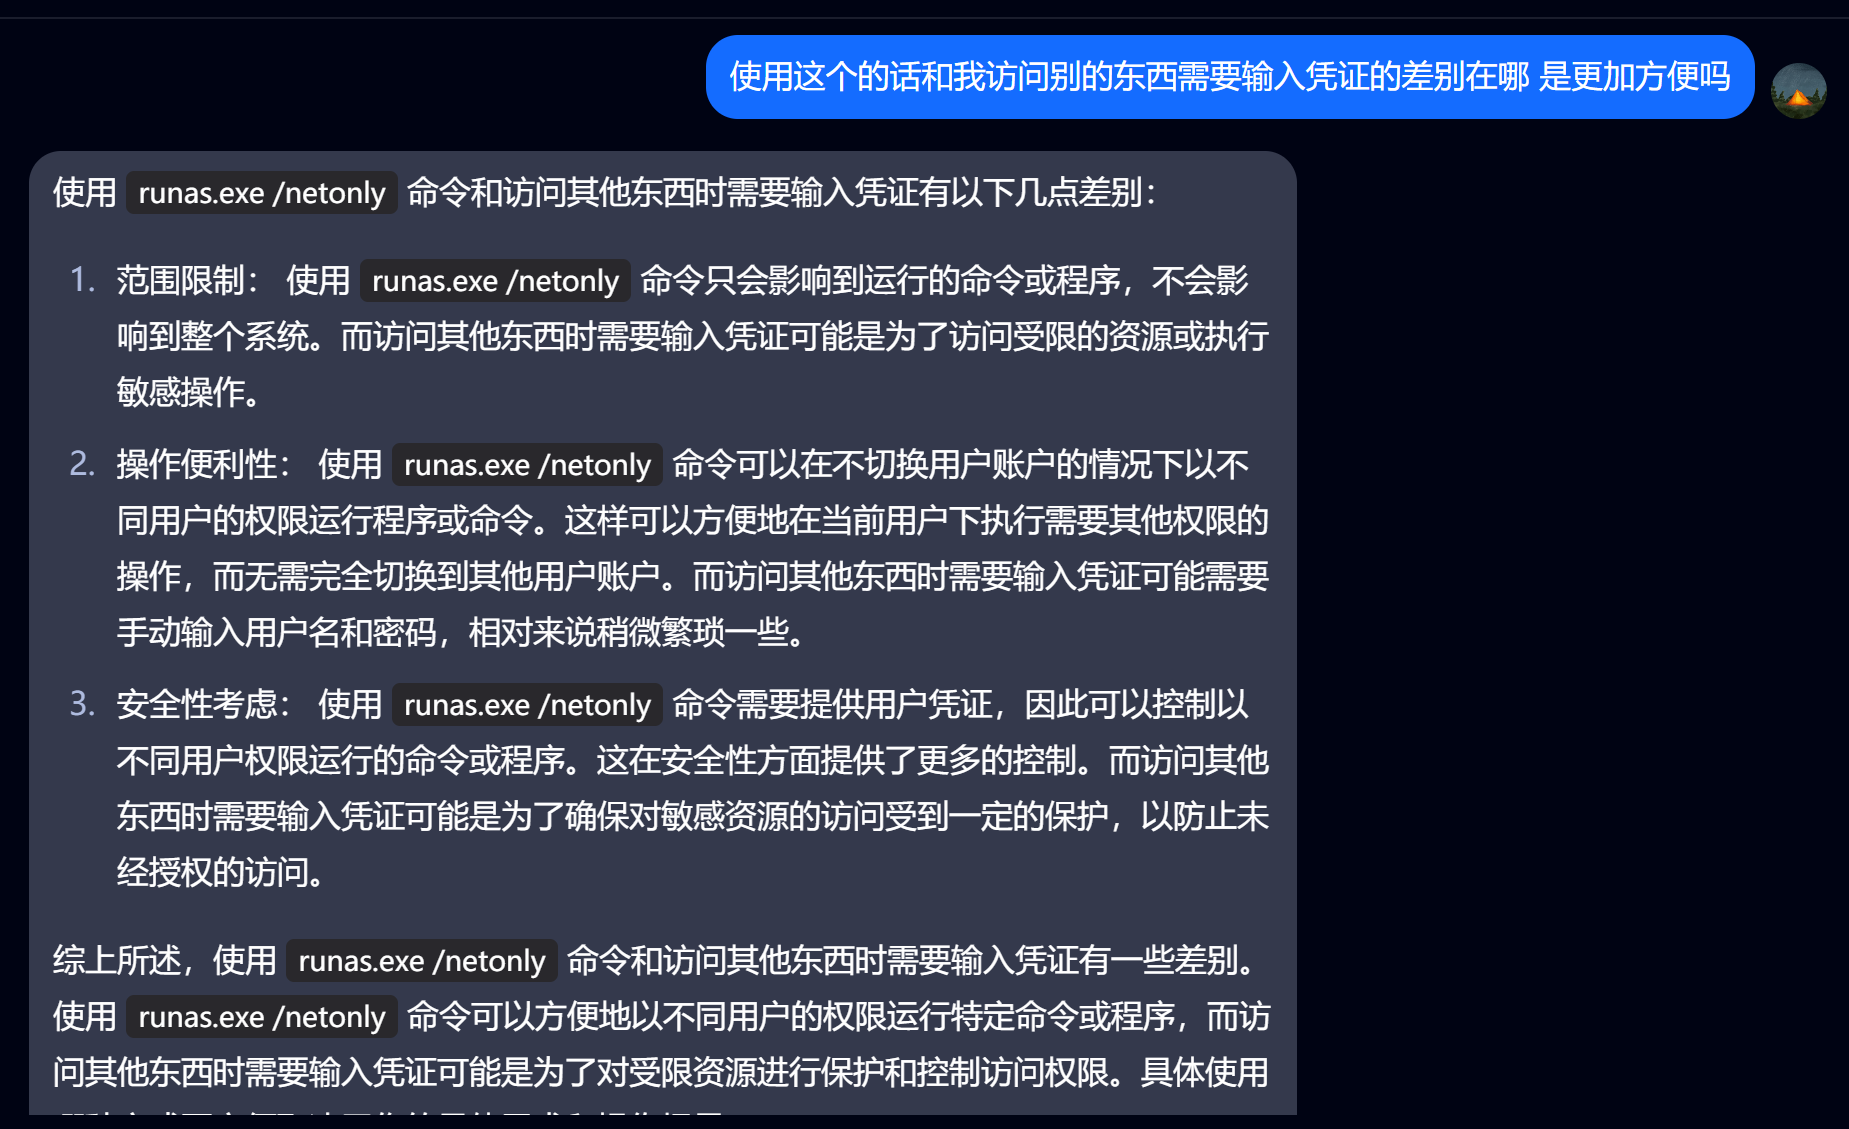 使用这个的话和我访问别的东西需要输入凭证的差别在哪 是更加方便吗
使用 runas.exe /netonly 命令和访问其他东西时需要输入凭证有以下几点差别：
1. 范围限制： 使用 runas.exe /netonly 命令只会影响到运行的命令或程序，不会影
响到整个系统。而访问其他东西时需要输入凭证可能是为了访问受限的资源或执行
敏感操作。
2. 操作便利性： 使用 runas.exe /netonly 命令可以在不切换用户账户的情况下以不
同用户的权限运行程序或命令。这样可以方便地在当前用户下执行需要其他权限的
操作，而无需完全切换到其他用户账户。而访问其他东西时需要输入凭证可能需要
手动输入用户名和密码，相对来说稍微繁琐一些。
3. 安全性考虑： 使用 runas.exe /netonly 命令需要提供用户凭证，因此可以控制以
不同用户权限运行的命令或程序。这在安全性方面提供了更多的控制。而访问其他
东西时需要输入凭证可能是为了确保对敏感资源的访问受到一定的保护，以防止未
经授权的访问。
综上所述，使用 runas.exe /netonly 命令和访问其他东西时需要输入凭证有一些差别。
使用 runas.exe /netonly 命令可以方便地以不同用户的权限运行特定命令或程序，而访
问其他东西时需要输入凭证可能是为了对受限资源进行保护和控制访问权限。具体使用